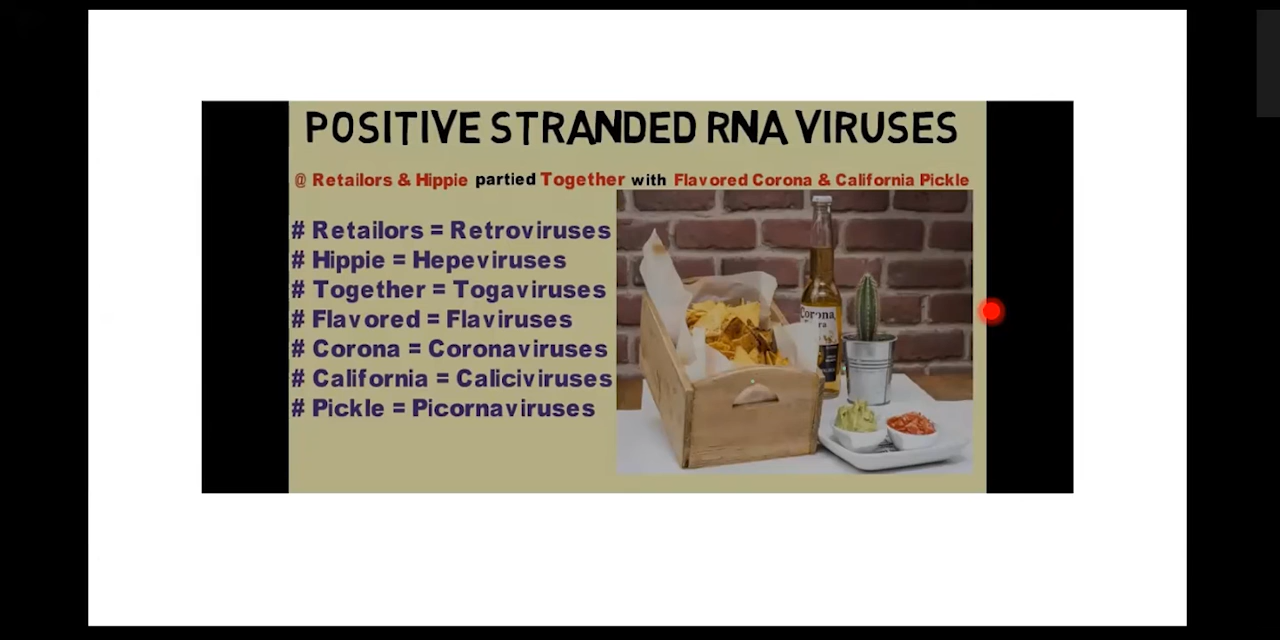 POSITIVE STRANDED RNA VIRUSES
@ Retailors & Hippie partied Together with Flavored Corona & California Pickle
# Retailors = Retroviruses
# Hippie = Hepeviruses
# Together = Togaviruses
# Flavored = Flaviruses
# Corona = Coronaviruses
# California = Caliciviruses
# Pickle = Picornaviruses
Corona